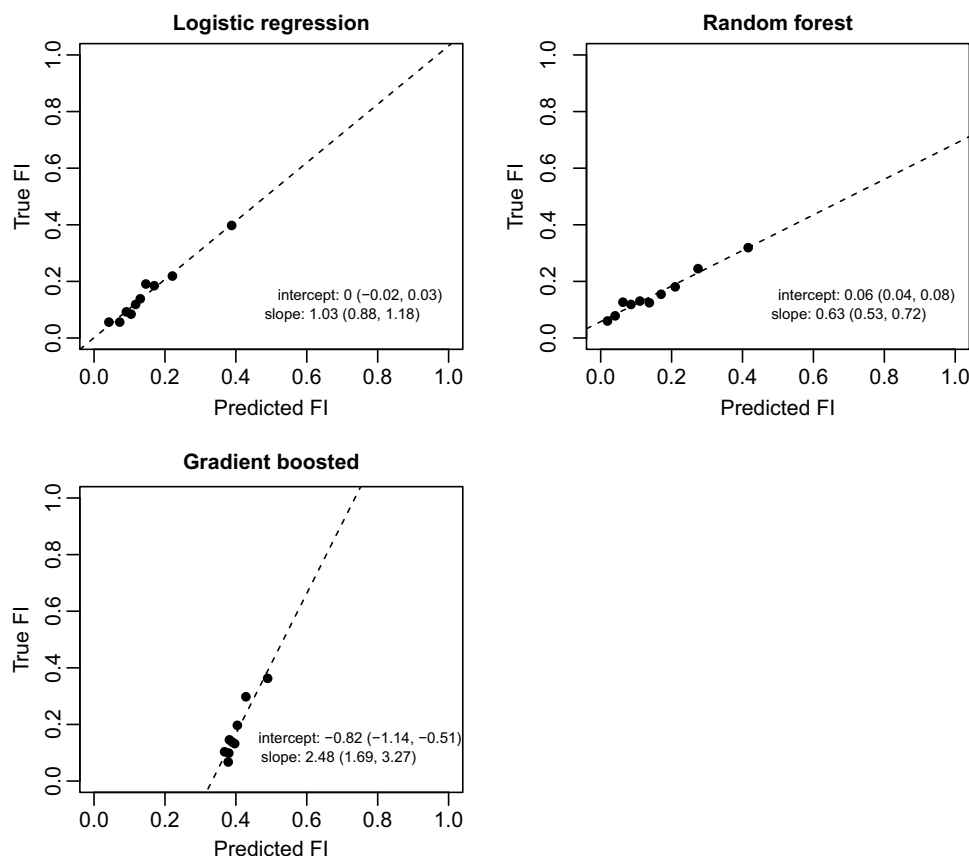 Logistic regression
1.0
0.8
0.6
0.4
0.2
0.0
True FI
intercept: 0 (−0.02, 0.03)
slope: 1.03 (0.88, 1.18)
0.0 0.2 0.4 0.6 0.8 1.0
Predicted FI
Random forest
1.0
0.8
0.6
0.4
0.2
0.0
True FI
intercept: 0.06 (0.04, 0.08)
slope: 0.63 (0.53, 0.72)
0.0 0.2 0.4 0.6 0.8 1.0
Predicted FI
Gradient boosted
1.0
0.8
0.6
0.4
0.2
0.0
True FI
intercept: −0.82 (−1.14, −0.51)
slope: 2.48 (1.69, 3.27)
0.0 0.2 0.4 0.6 0.8 1.0
Predicted FI